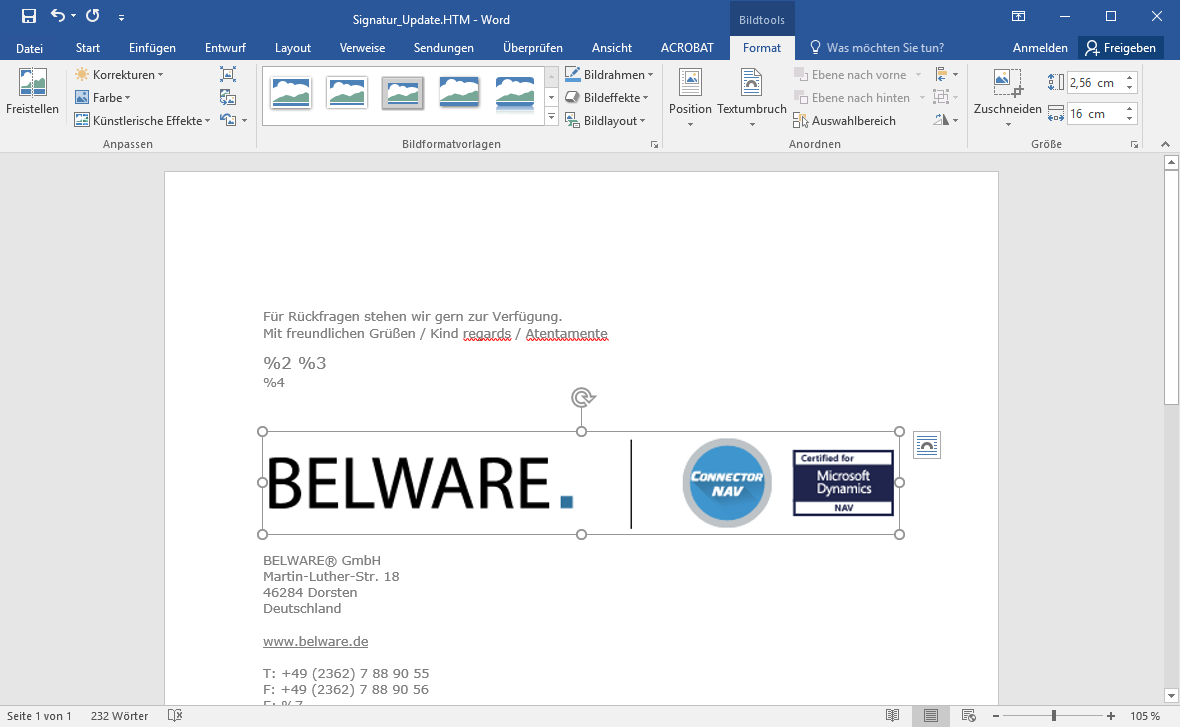 Signatur_Update.HTM - Word
Bildtools
Datei Start Einfügen Entwurf Layout Verweise Sendungen Überprüfen Ansicht ACROBAT Format Was möchten Sie tun? Anmelden Freigeben
Freistellen
Korrekturen
Farbe
Künstlerische Effekte
Anpassen
Bildrahmen
Bildeffekte
Bildlayout
Bildformatvorlagen
Position
Textumbruch
Ebene nach vorne
Ebene nach hinten
Auswahlbereich
Anordnen
Zuschneiden
2,56 cm
16 cm
Größe
Für Rückfragen stehen wir gern zur Verfügung.
Mit freundlichen Grüßen / Kind regards / Atentamente
%2 %3
%4
BELWARE.
CONNECTOR
NAV
Certified for
Microsoft
Dynamics
NAV
BELWARE® GmbH
Martin-Luther-Str. 18
46284 Dorsten
Deutschland
www.belware.de
T: +49 (2362) 7 88 90 55
F: +49 (2362) 7 88 90 56
Seite 1 von 1 232 Wörter 105 %